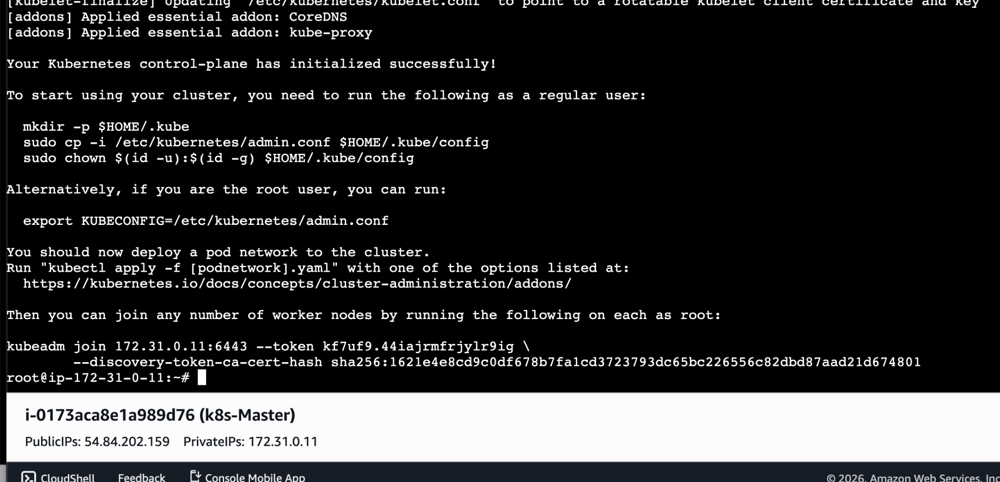 [kubelet-finalize] Updating "/etc/kubernetes/kubelet.conf" to point to a rotatable kubelet client certificate and key
[addons] Applied essential addon: CoreDNS
[addons] Applied essential addon: kube-proxy
Your Kubernetes control-plane has initialized successfully!
To start using your cluster, you need to run the following as a regular user:
mkdir -p $HOME/.kube
sudo cp -i /etc/kubernetes/admin.conf $HOME/.kube/config
sudo chown $(id -u):$(id -g) $HOME/.kube/config
Alternatively, if you are the root user, you can run:
export KUBECONFIG=/etc/kubernetes/admin.conf
You should now deploy a pod network to the cluster.
Run "kubectl apply -f [podnetwork].yaml" with one of the options listed at:
https://kubernetes.io/docs/concepts/cluster-administration/addons/
Then you can join any number of worker nodes by running the following on each as root:
kubeadm join 172.31.0.11:6443 --token kf7uf9.44iajrmfrjylr9ig \
--discovery-token-ca-cert-hash sha256:1621e4e8cd9c0df678b7fa1cd3723793dc65bc226556c82dbd87aad21d674801
root@ip-172-31-0-11:~#
i-0173aca8e1a989d76 (k8s-Master)
PublicIPs: 54.84.202.159 PrivateIPs: 172.31.0.11
CloudShell Feedback Console Mobile App © 2026, Amazon Web Services, Inc